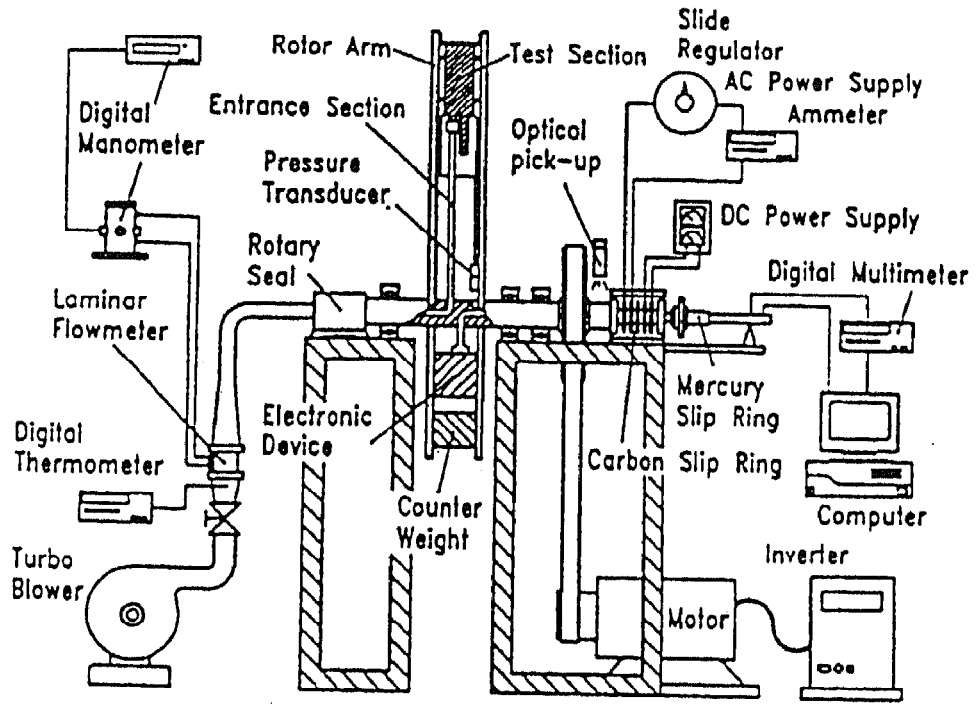 Slide
Regulator
AC Power Supply
Ammeter
Rotor Arm
Test Section
Entrance Section
Optical
pick-up
Digital
Manometer
Pressure
Transducer
DC Power Supply
Rotary
Seal
Digital Multimeter
Laminar
Flowmeter
Mercury
Slip Ring
Electronic
Device
Digital
Thermometer
Carbon Slip Ring
Counter
Weight
Computer
Turbo
Blower
Inverter
Motor